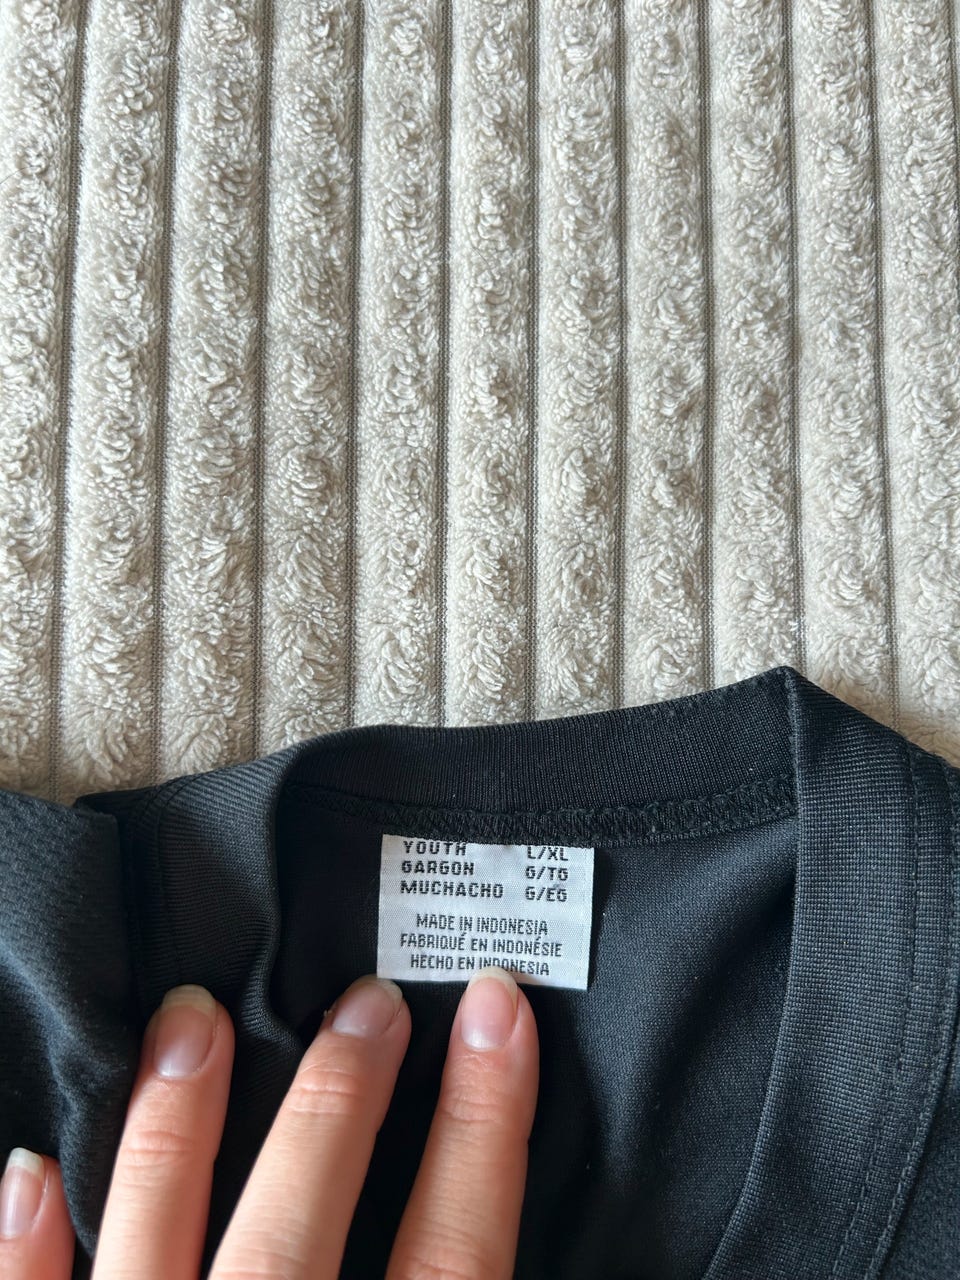 YOUTH L/XL
GARGON G/TG
MUCHACHO G/EG
MADE IN INDONESIA
FABRIQUÉ EN INDONÉSIE
HECHO EN INDONESIA